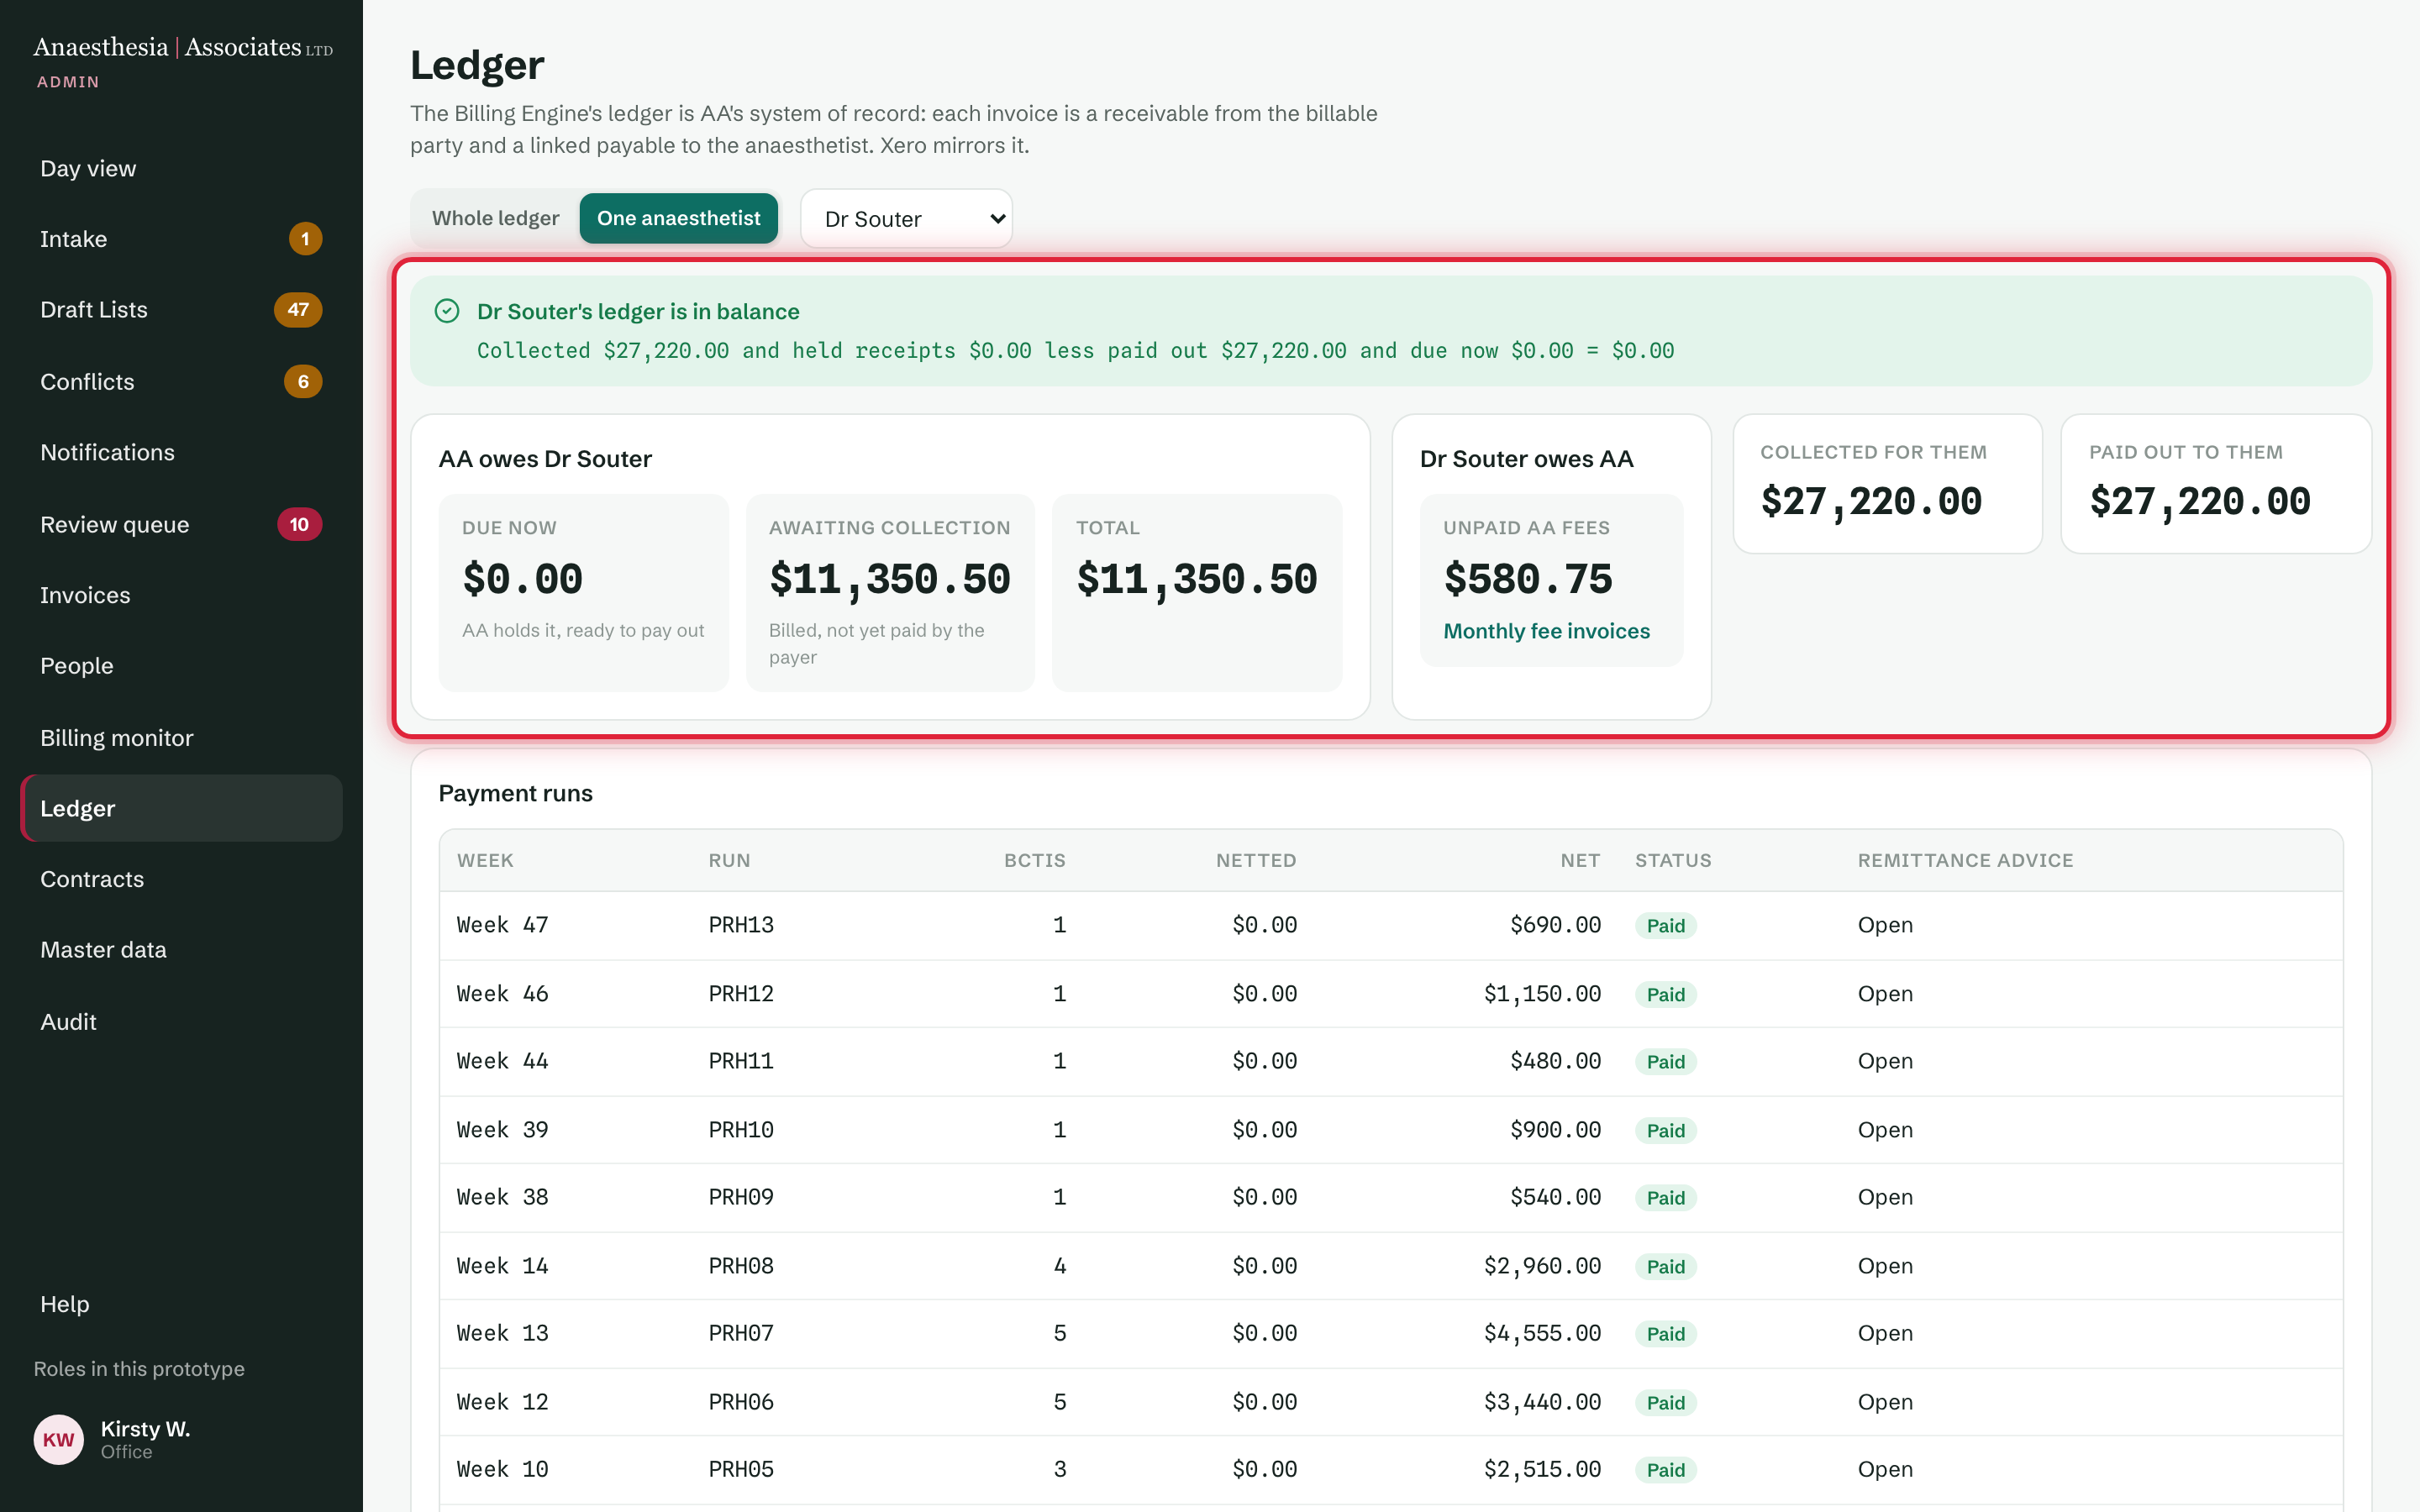 Anaesthesia | Associates LTD
ADMIN
Day view
Intake 1
Draft Lists 47
Conflicts 6
Notifications
Review queue 10
Invoices
People
Billing monitor
Ledger
Contracts
Master data
Audit
Help
Roles in this prototype
KW
Kirsty W.
Office
Ledger
The Billing Engine's ledger is AA's system of record: each invoice is a receivable from the billable
party and a linked payable to the anaesthetist. Xero mirrors it.
Whole ledger One anaesthetist Dr Souter
Dr Souter's ledger is in balance
Collected $27,220.00 and held receipts $0.00 less paid out $27,220.00 and due now $0.00 = $0.00
AA owes Dr Souter
DUE NOW
$0.00
AA holds it, ready to pay out
AWAITING COLLECTION
$11,350.50
Billed, not yet paid by the
payer
TOTAL
$11,350.50
Dr Souter owes AA
UNPAID AA FEES
$580.75
Monthly fee invoices
COLLECTED FOR THEM
$27,220.00
PAID OUT TO THEM
$27,220.00
Payment runs
WEEK RUN BCTIS NETTED NET STATUS REMITTANCE ADVICE
Week 47 PRH13 1 $0.00 $690.00 Paid Open
Week 46 PRH12 1 $0.00 $1,150.00 Paid Open
Week 44 PRH11 1 $0.00 $480.00 Paid Open
Week 39 PRH10 1 $0.00 $900.00 Paid Open
Week 38 PRH09 1 $0.00 $540.00 Paid Open
Week 14 PRH08 4 $0.00 $2,960.00 Paid Open
Week 13 PRH07 5 $0.00 $4,555.00 Paid Open
Week 12 PRH06 5 $0.00 $3,440.00 Paid Open
Week 10 PRH05 3 $0.00 $2,515.00 Paid Open